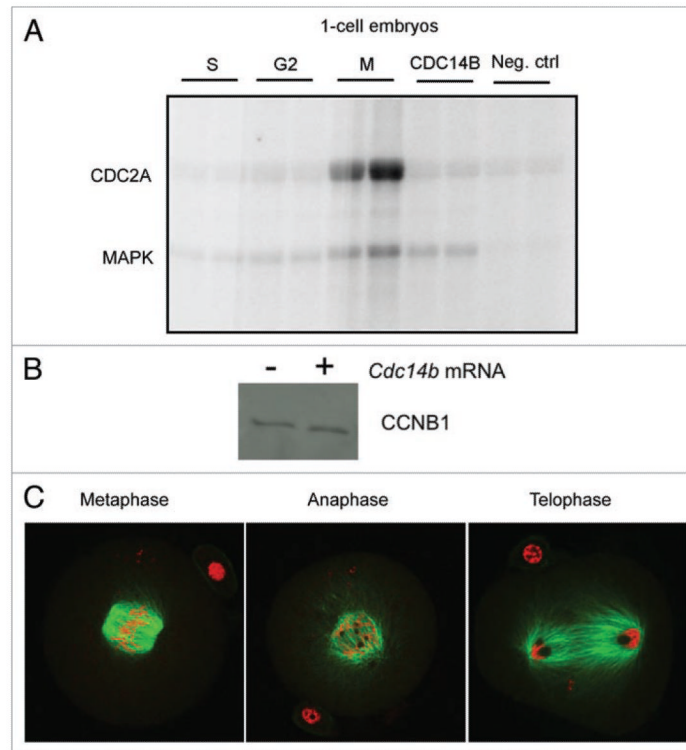 A
1-cell embryos
S G2 M CDC14B Neg. ctrl
CDC2A
MAPK
B
- + Cdc14b mRNA
CCNB1
C
Metaphase Anaphase Telophase